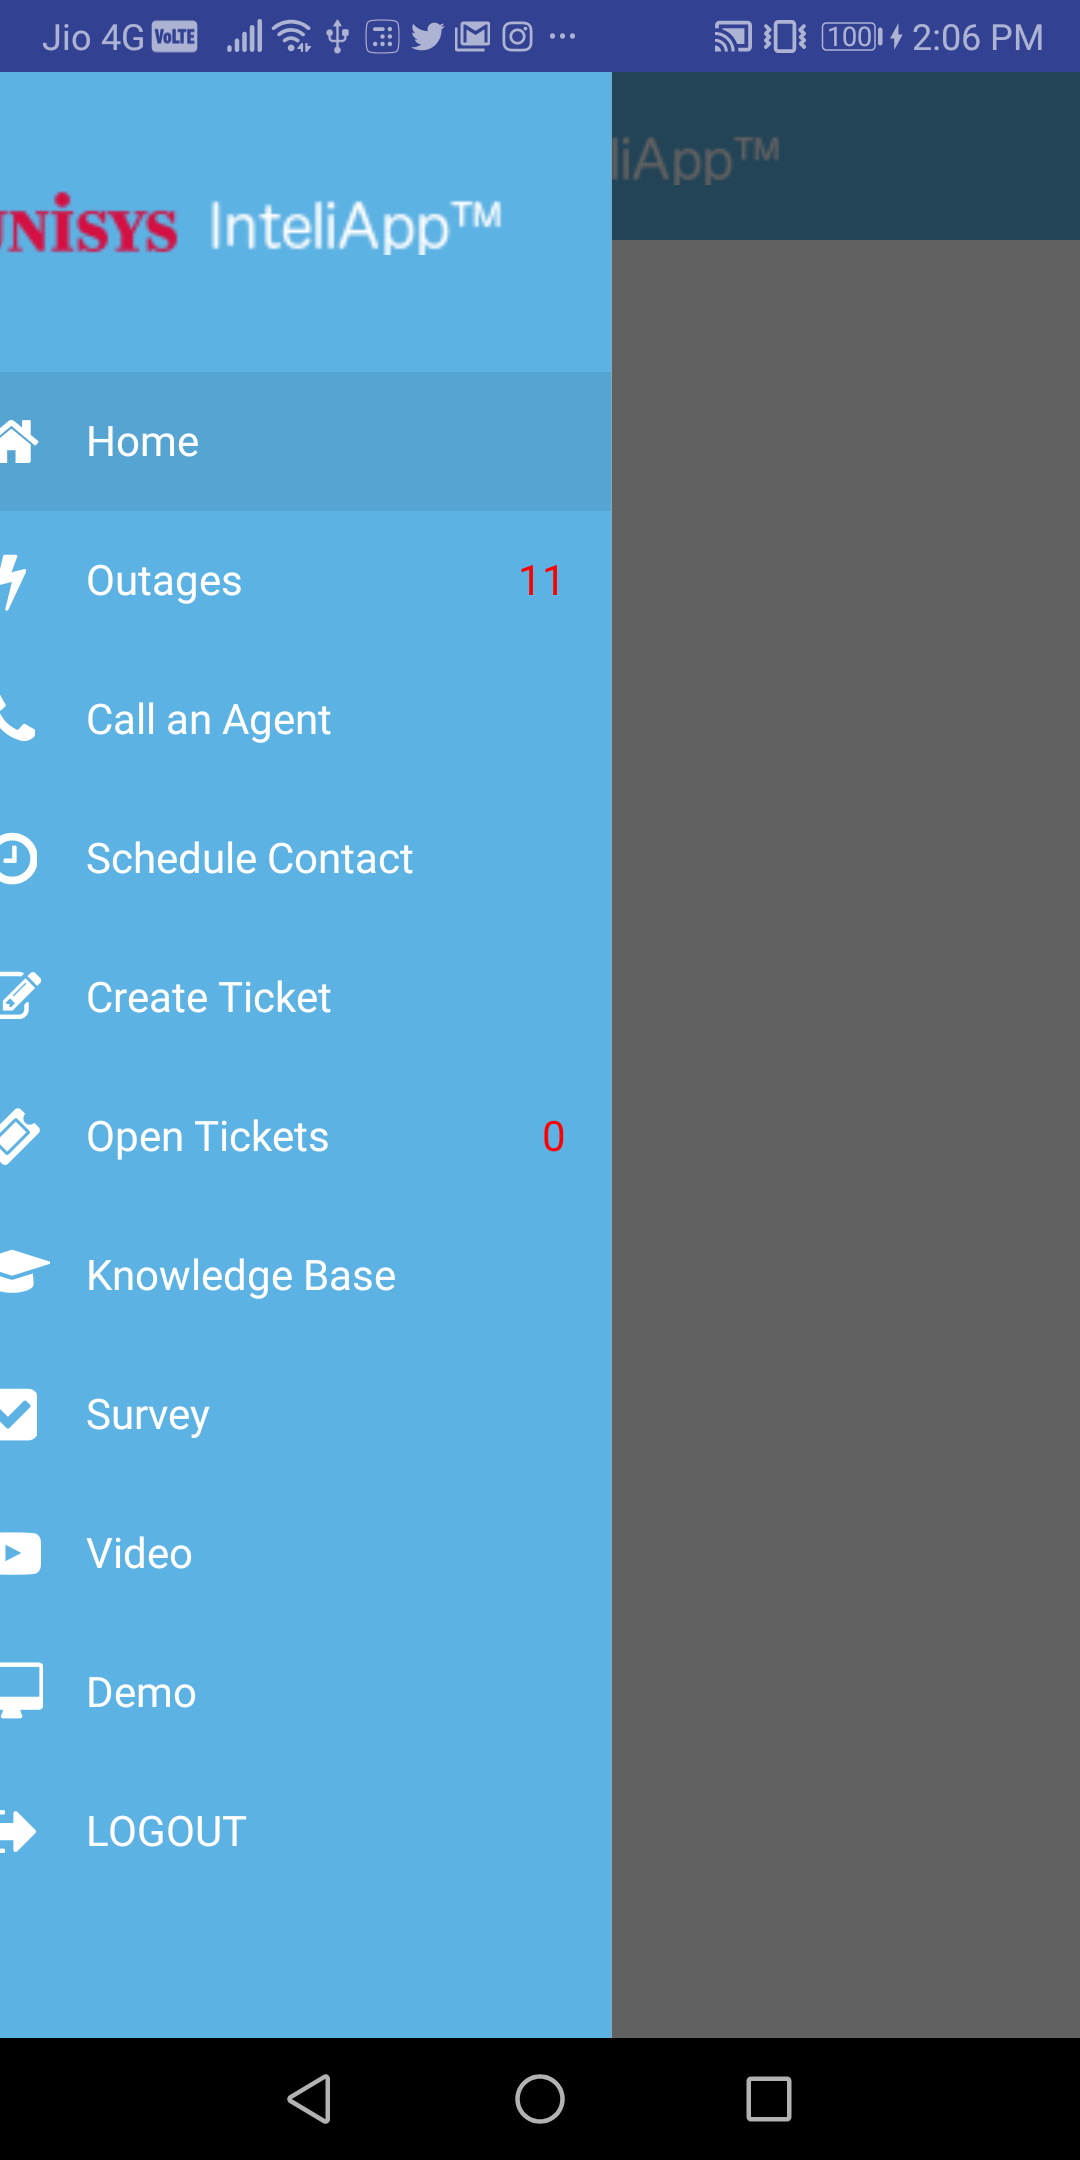 Jio 4G VoLTE 100 2:06 PM
liApp™
UNiSYS InteliApp™
Home
Outages 11
Call an Agent
Schedule Contact
Create Ticket
Open Tickets 0
Knowledge Base
Survey
Video
Demo
LOGOUT